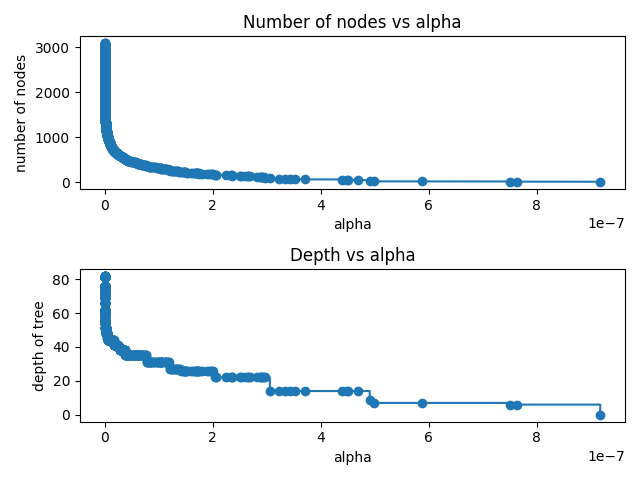 Number of nodes vs alpha
number of nodes
3000
2000
1000
0
0 2 4 6 8
1e−7
alpha
Depth vs alpha
depth of tree
80
60
40
20
0
0 2 4 6 8
1e−7
alpha